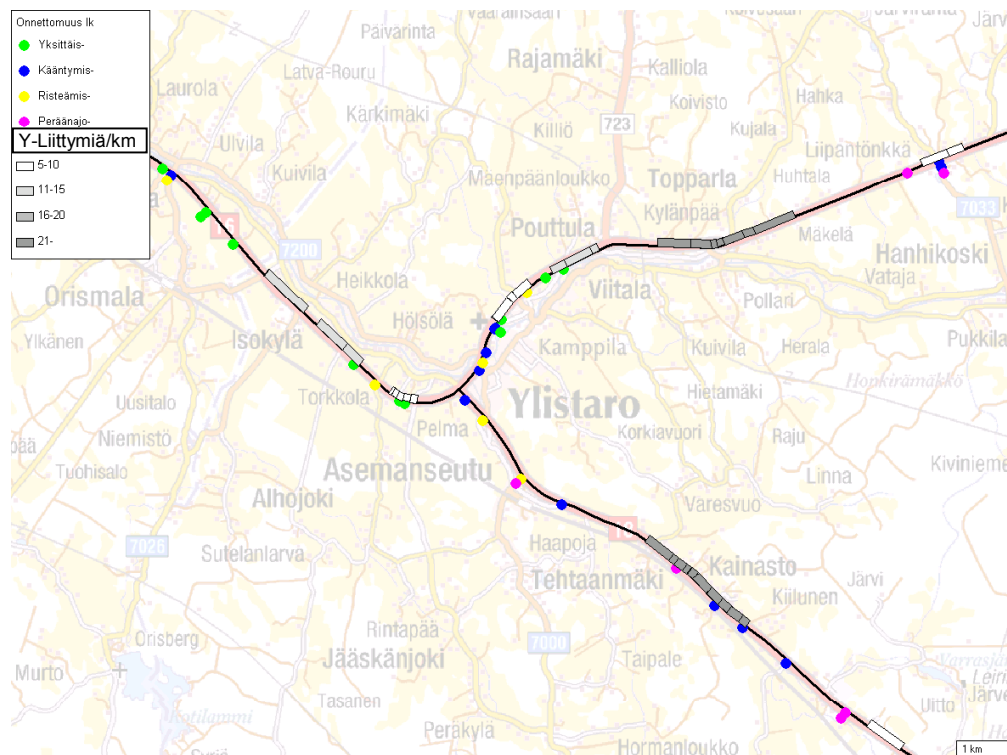 Onnettomuus lk
Yksittäis-
Kääntymis-
Risteämis-
Peräänajo-
Y-Liittymiä/km
5-10
11-15
16-20
21-
Päivärinta
Rajamäki
Kalliola
Laurola
Latva-Rouru
Koivisto
Hahka
Kärkimäki
723
Killiö
Kujala
Liipäntönkkä
Ulvila
Kuivila
Mäenpäänloukko
Topparla
Huhtala
Kylänpää
7033
Pouttula
Mäkelä
7200
Hanhikoski
Heikkola
Vataja
Orismala
Viitala
Pollari
Hölsölä
Ylkänen
Isokylä
Kamppila
Kuivila
Herala
Pukkila
Torkkola
Hietamäki
Honkirämäkkö
Uusitalo
Ylistaro
Pelma
Niemistö
Korkiavuori
Raju
Asemanseutu
Tuohisalo
Linna
Kivinieme
Alhojoki
Varesvuo
7026
Sutelanlarva
Haapoja
Kainasto
Tehtaanmäki
Järvi
Kiilunen
Rintapää
7000
Orisberg
Jääskänjoki
Taipale
Murto
Uitto
Tasanen
Perakylä
Hormanloukko
1 km